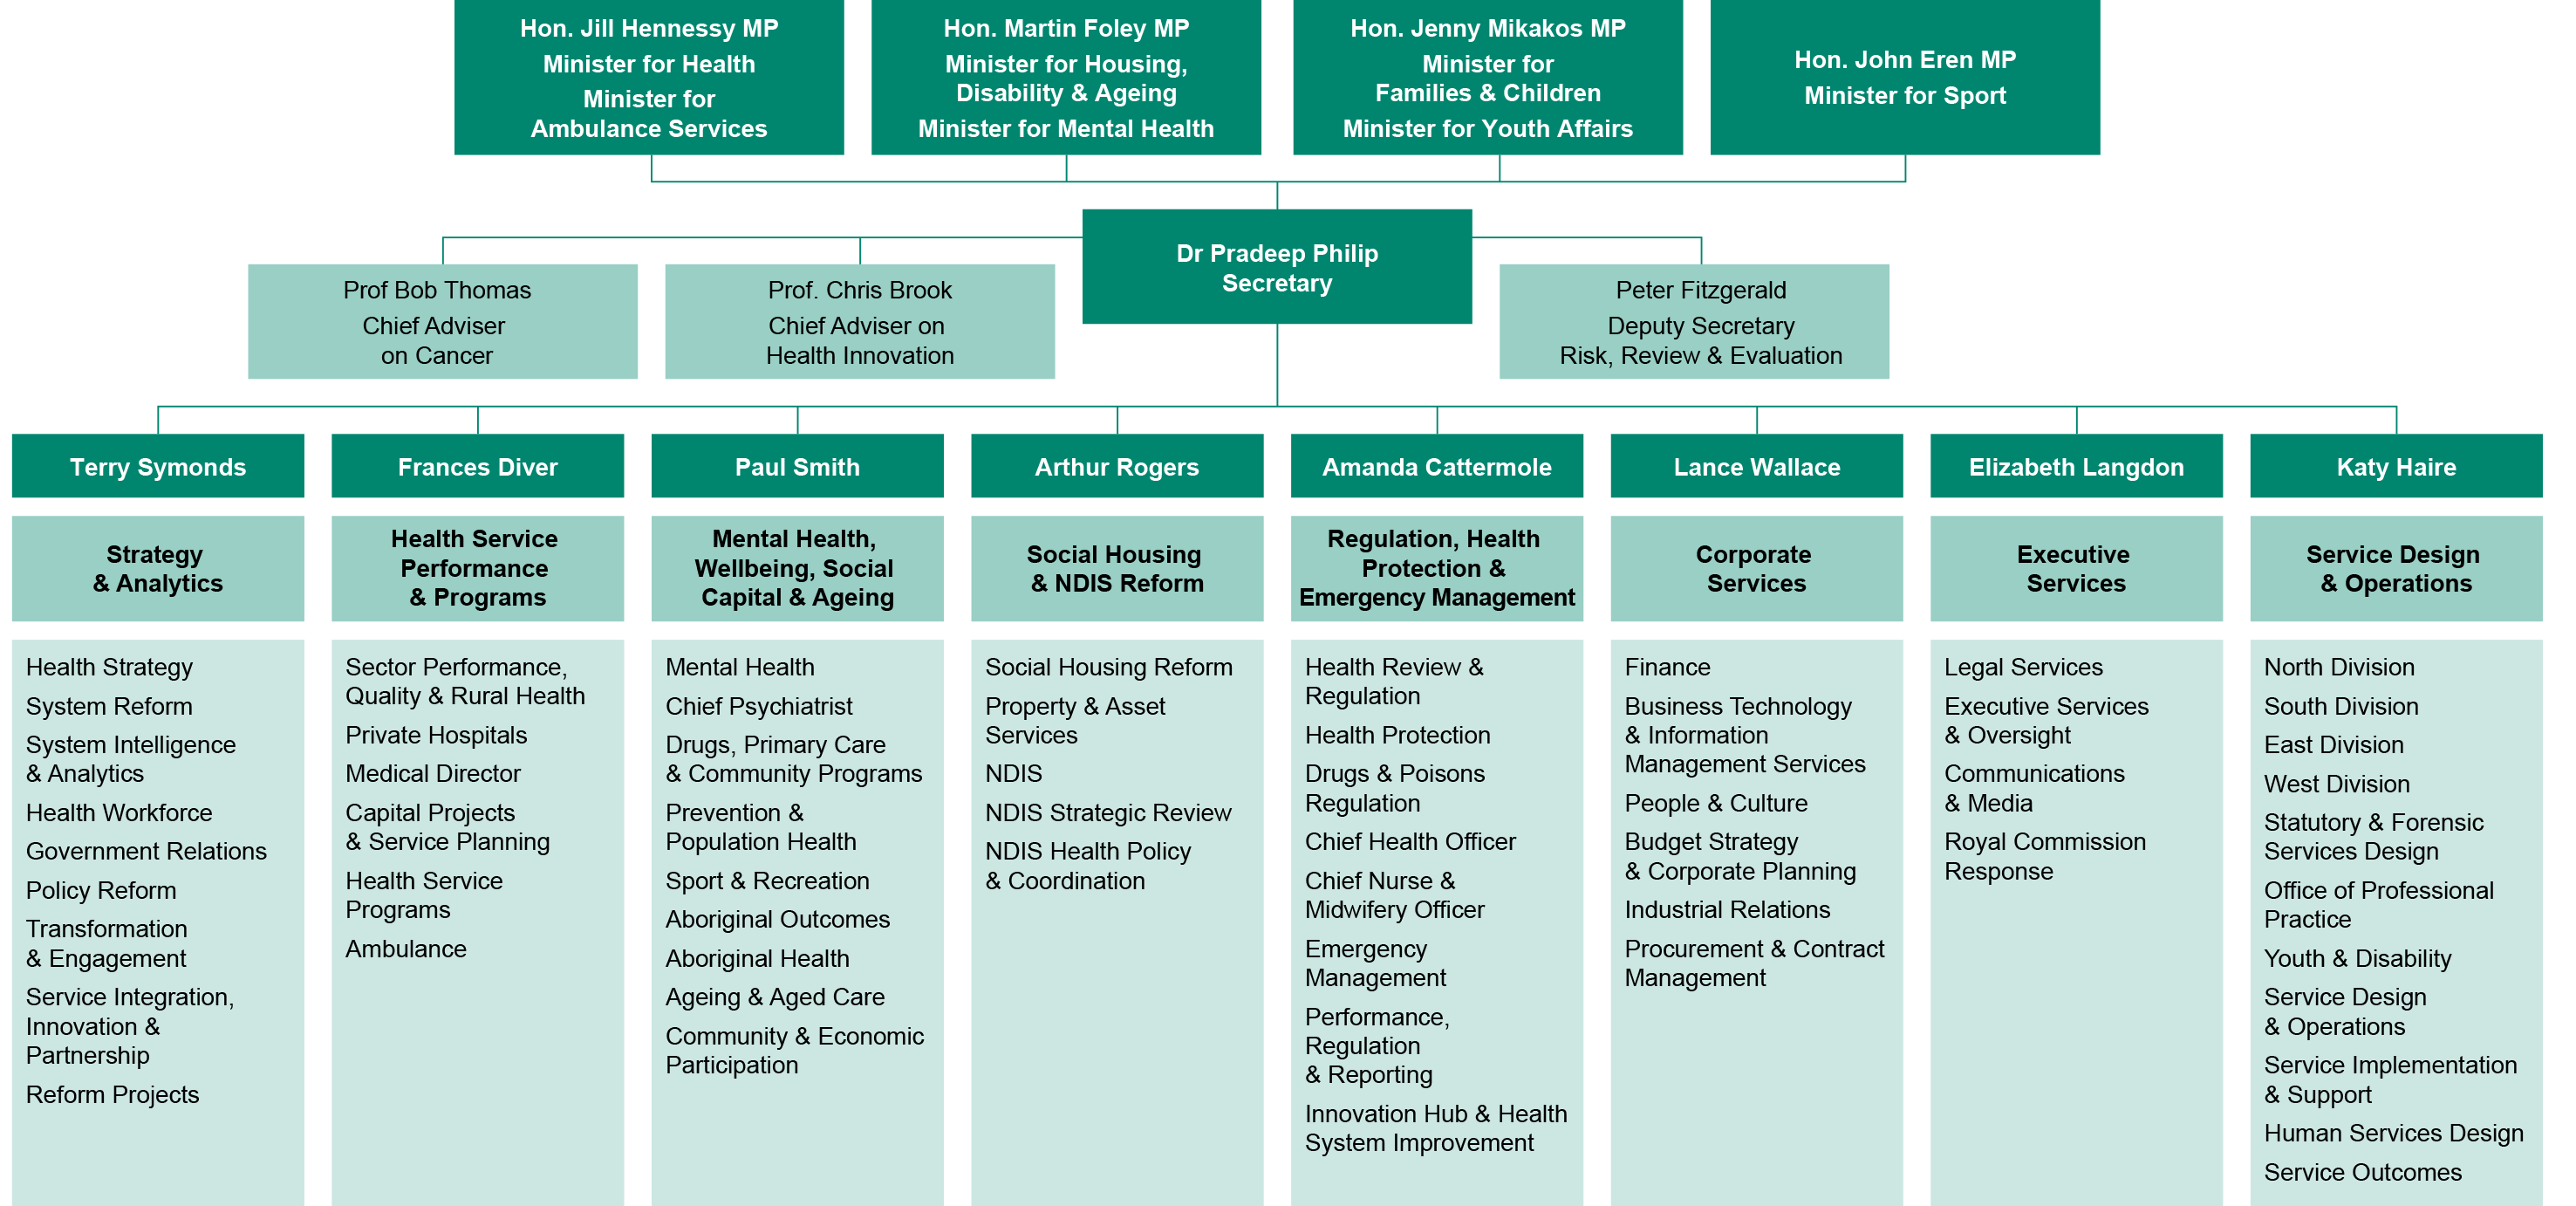 Hon. Jill Hennessy MP
Minister for Health
Minister for
Ambulance Services
Hon. Martin Foley MP
Minister for Housing,
Disability & Ageing
Minister for Mental Health
Hon. Jenny Mikakos MP
Minister for
Families & Children
Minister for Youth Affairs
Hon. John Eren MP
Minister for Sport
Dr Pradeep Philip
Secretary
Prof Bob Thomas
Chief Adviser
on Cancer
Prof. Chris Brook
Chief Adviser on
Health Innovation
Peter Fitzgerald
Deputy Secretary
Risk, Review & Evaluation
Terry Symonds
Strategy
& Analytics
Health Strategy
System Reform
System Intelligence
& Analytics
Health Workforce
Government Relations
Policy Reform
Transformation
& Engagement
Service Integration,
Innovation &
Partnership
Reform Projects
Frances Diver
Health Service
Performance
& Programs
Sector Performance,
Quality & Rural Health
Private Hospitals
Medical Director
Capital Projects
& Service Planning
Health Service
Programs
Ambulance
Paul Smith
Mental Health,
Wellbeing, Social
Capital & Ageing
Mental Health
Chief Psychiatrist
Drugs, Primary Care
& Community Programs
Prevention &
Population Health
Sport & Recreation
Aboriginal Outcomes
Aboriginal Health
Ageing & Aged Care
Community & Economic
Participation
Arthur Rogers
Social Housing
& NDIS Reform
Social Housing Reform
Property & Asset
Services
NDIS
NDIS Strategic Review
NDIS Health Policy
& Coordination
Amanda Cattermole
Regulation, Health
Protection &
Emergency Management
Health Review &
Regulation
Health Protection
Drugs & Poisons
Regulation
Chief Health Officer
Chief Nurse &
Midwifery Officer
Emergency
Management
Performance,
Regulation
& Reporting
Innovation Hub & Health
System Improvement
Lance Wallace
Corporate
Services
Finance
Business Technology
& Information
Management Services
People & Culture
Budget Strategy
& Corporate Planning
Industrial Relations
Procurement & Contract
Management
Elizabeth Langdon
Executive
Services
Legal Services
Executive Services
& Oversight
Communications
& Media
Royal Commission
Response
Katy Haire
Service Design
& Operations
North Division
South Division
East Division
West Division
Statutory & Forensic
Services Design
Office of Professional
Practice
Youth & Disability
Service Design
& Operations
Service Implementation
& Support
Human Services Design
Service Outcomes